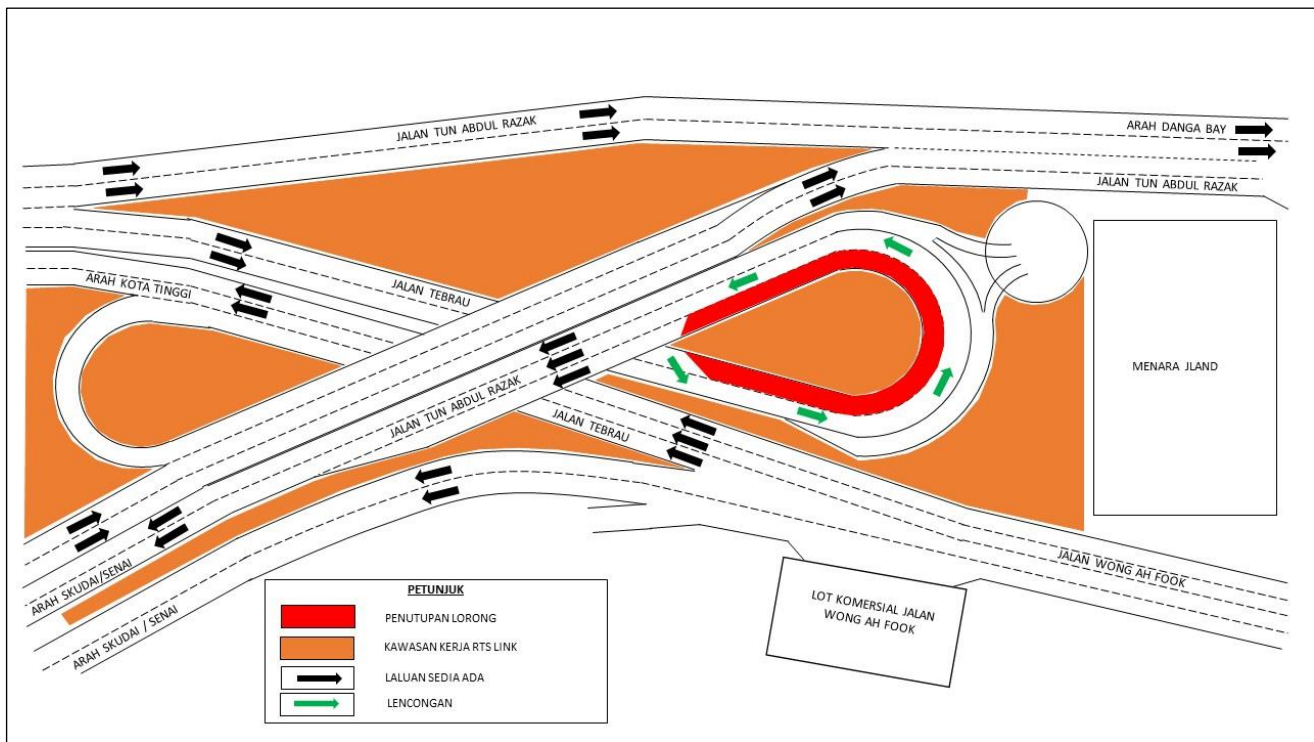 JALAN TUN ABDUL RAZAK
ARAH DANGA BAY
JALAN TUN ABDUL RAZAK
ARAH KOTA TINGGI
JALAN TEBRAU
MENARA JLAND
JALAN TUN ABDUL RAZAK
JALAN TEBRAU
JALAN WONG AH FOOK
ARAH SKUDAI/SENAI
ARAH SKUDAI / SENAI
LOT KOMERSIAL JALAN
WONG AH FOOK
PETUNJUK
PENUTUPAN LORONG
KAWASAN KERJA RTS LINK
LALUAN SEDIA ADA
LENCONGAN